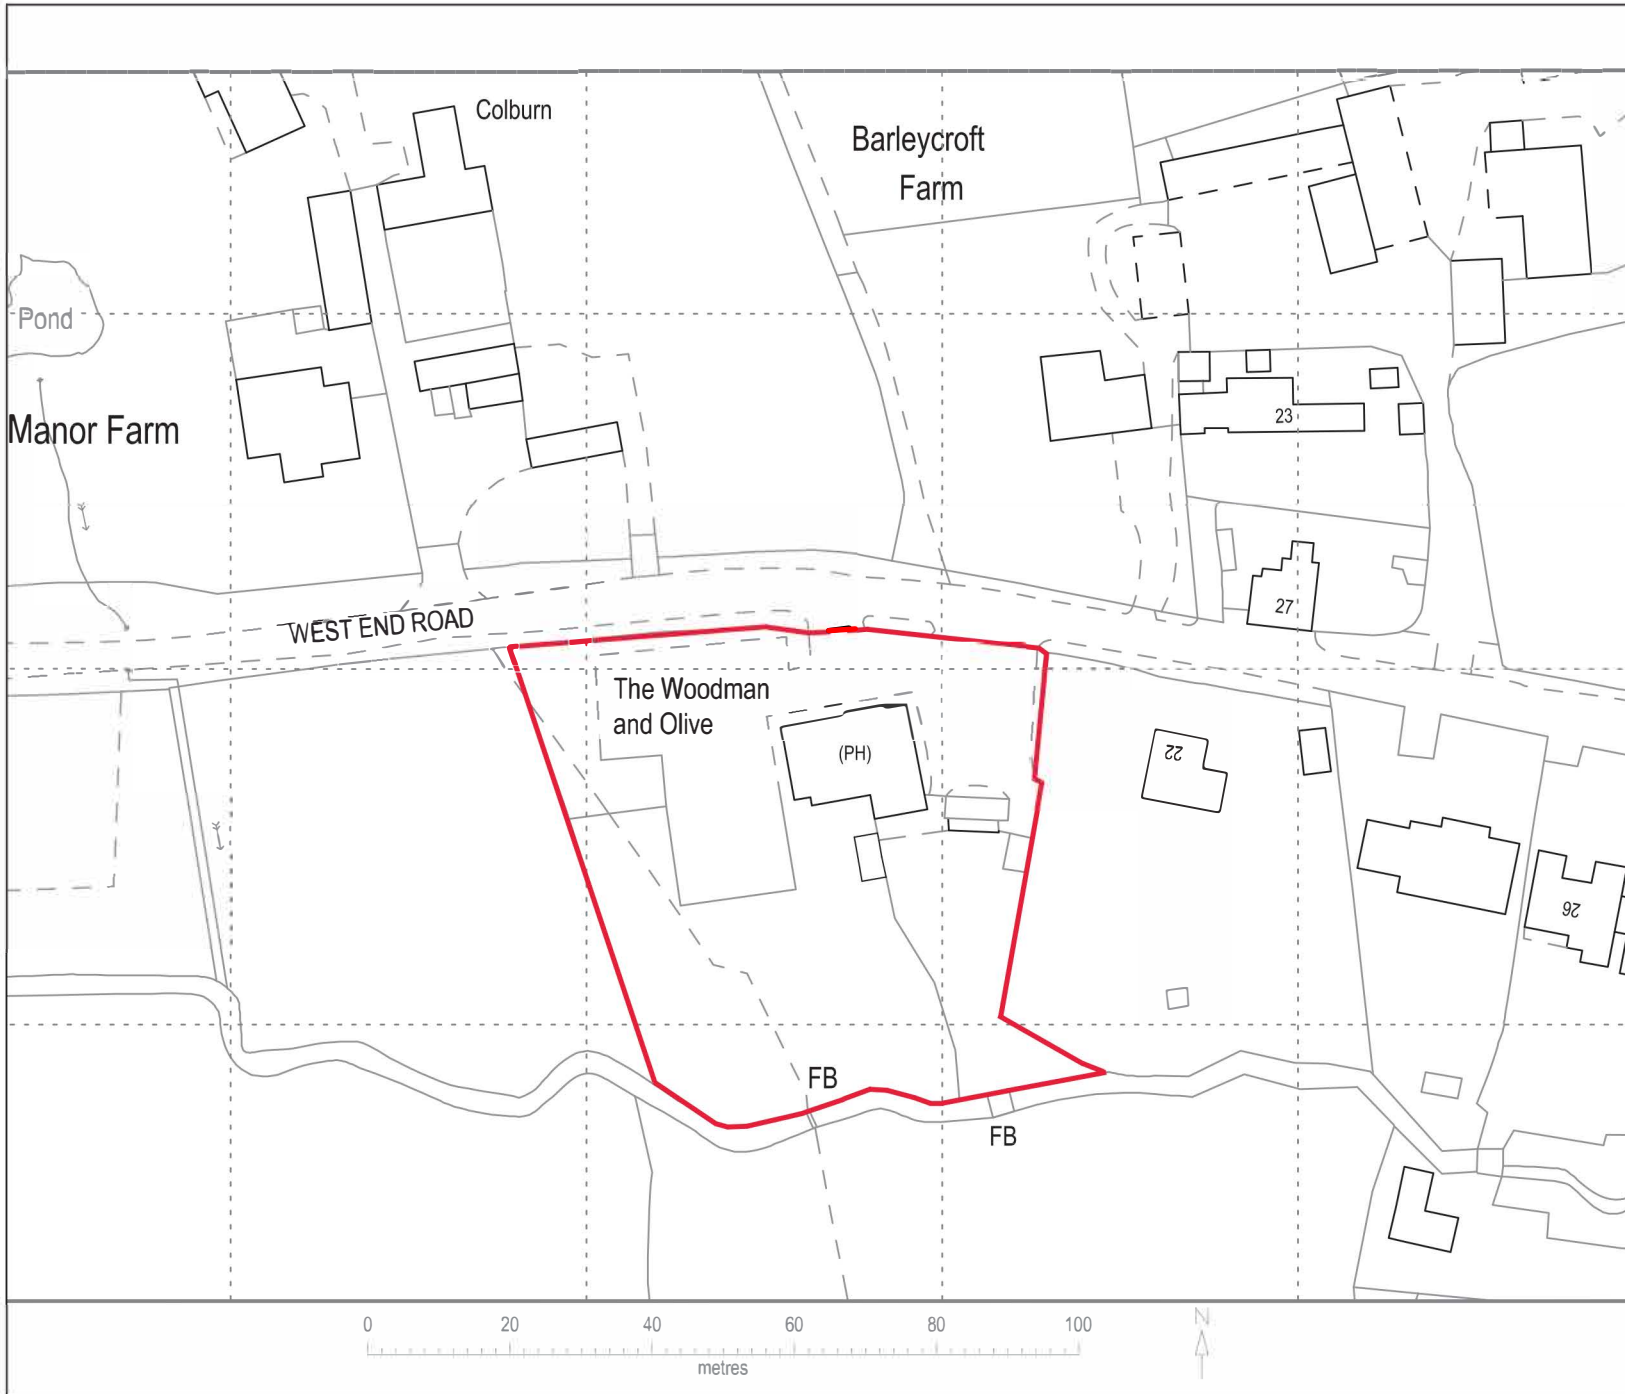 Colburn
Barleycroft
Farm
Pond
Manor Farm
23
27
WEST END ROAD
The Woodman
and Olive
(PH)
22
26
FB
FB
0 20 40 60 80 100
metres
N